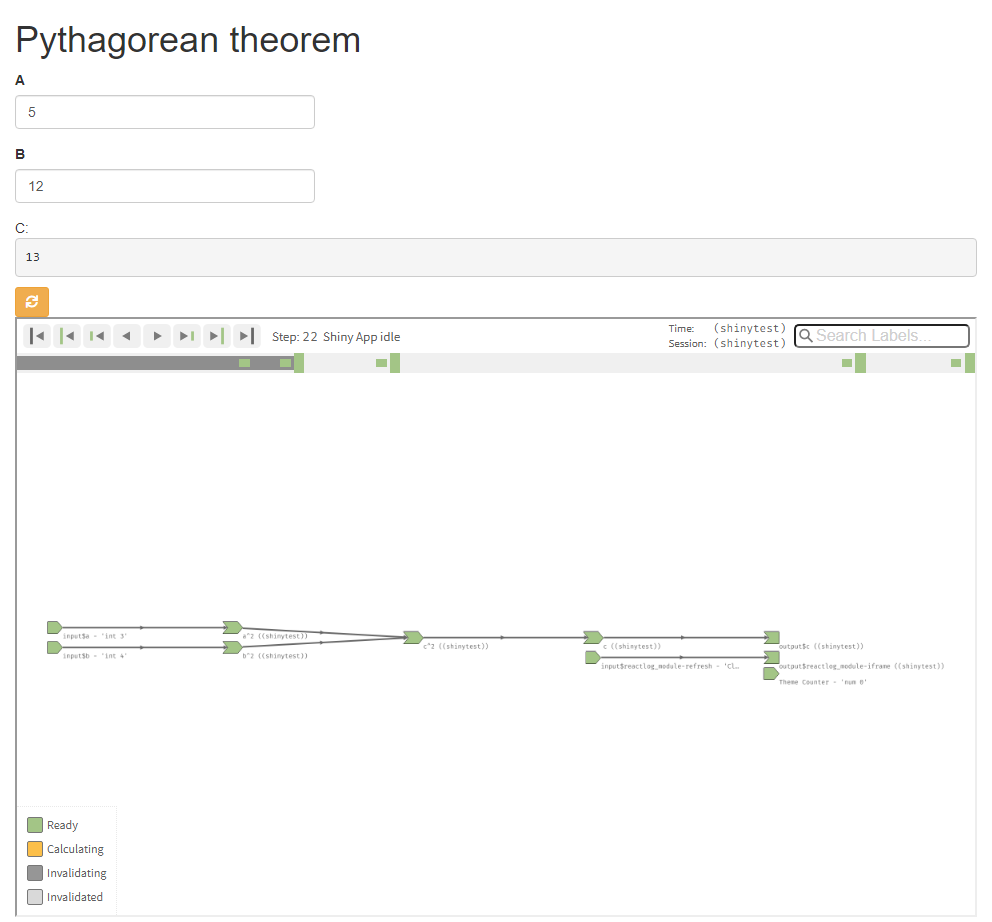 Pythagorean theorem
A
5
B
12
C:
13
Step: 22 Shiny App idle
Time: (shinytest)
Session: (shinytest)
Search Labels...
input$a - 'int 3'
a^2 ((shinytest))
input$b - 'int 4'
b^2 ((shinytest))
c^2 ((shinytest))
c ((shinytest))
output$c ((shinytest))
input$reactlog_module-refresh - 'Cl…
output$reactlog_module-iframe ((shinytest))
Theme Counter - 'num 0'
Ready
Calculating
Invalidating
Invalidated